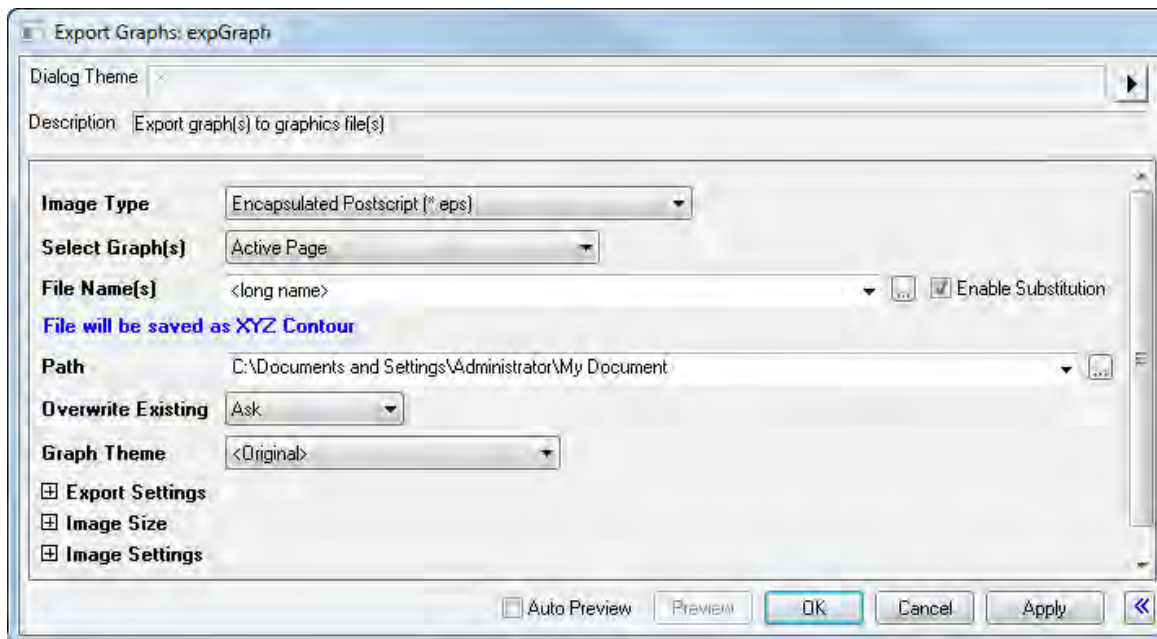 Export Graphs: expGraph
Dialog Theme *
Description Export graph(s) to graphics file(s)
Image Type Encapsulated Postscript (*.eps)
Select Graph(s) Active Page
File Name(s) <long name> ... Enable Substitution
File will be saved as XYZ Contour
Path C:\Documents and Settings\Administrator\My Document ...
Overwrite Existing Ask
Graph Theme <Original>
Export Settings
Image Size
Image Settings
Auto Preview Preview OK Cancel Apply